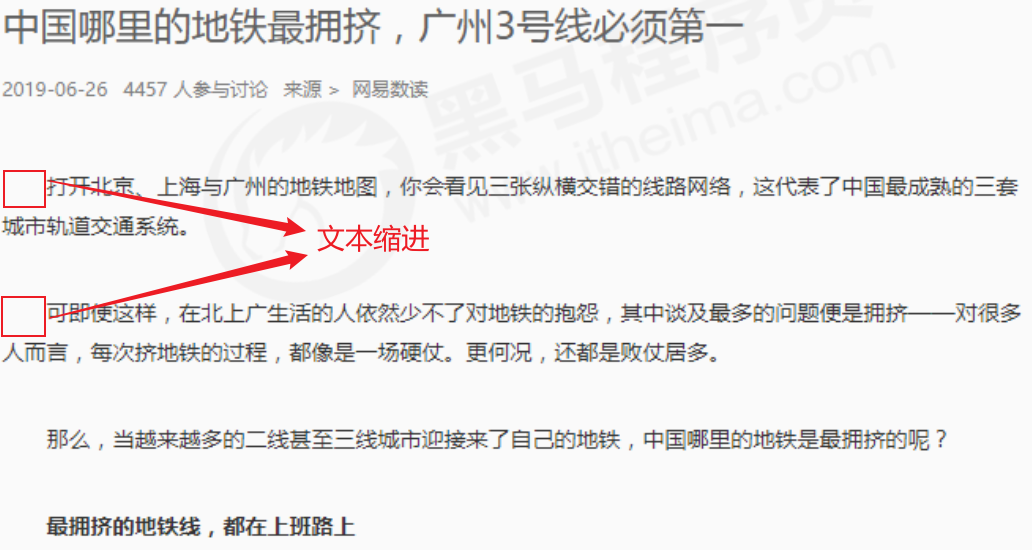 中国哪里的地铁最拥挤，广州3号线必须第一
2019-06-26 4457 人参与讨论 来源 > 网易数读
黑马程序员
www.itheima.com
打开北京、上海与广州的地铁地图，你会看见三张纵横交错的线路网络，这代表了中国最成熟的三套
城市轨道交通系统。
文本缩进
可即使这样，在北上广生活的人依然少不了对地铁的抱怨，其中谈及最多的问题便是拥挤——对很多
人而言，每次挤地铁的过程，都像是一场硬仗。更何况，还都是败仗居多。
那么，当越来越多的二线甚至三线城市迎接来了自己的地铁，中国哪里的地铁是最拥挤的呢？
最拥挤的地铁线，都在上班路上